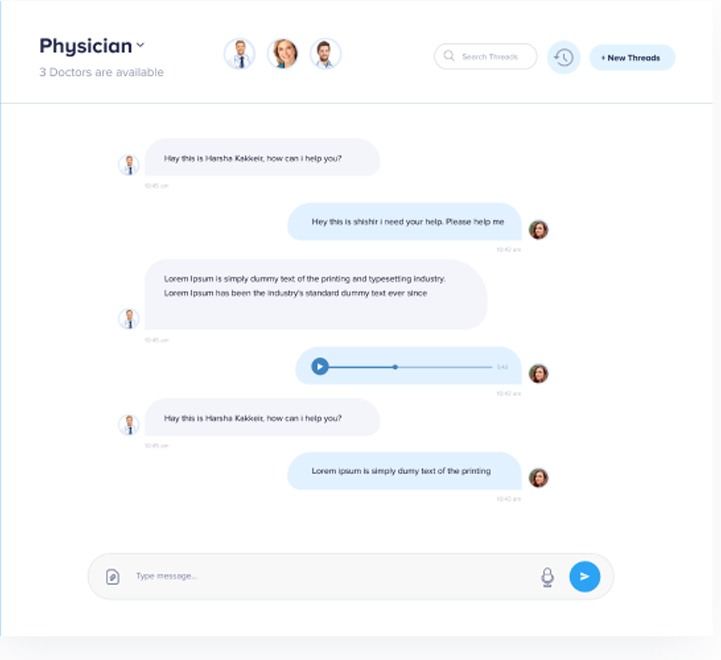 Physician
3 Doctors are available
Search Threads
+ New Threads
Hay this is Harsha Kakkeir, how can i help you?
10:45 am
Hey this is shishir i need your help. Please help me
10:42 am
Lorem Ipsum is simply dummy text of the printing and typesetting industry.
Lorem Ipsum has been the industry's standard dummy text ever since
10:45 am
10:42 am
Hay this is Harsha Kakkeir, how can i help you?
10:45 am
Lorem ipsum is simply dumy text of the printing
10:42 am
Type message...